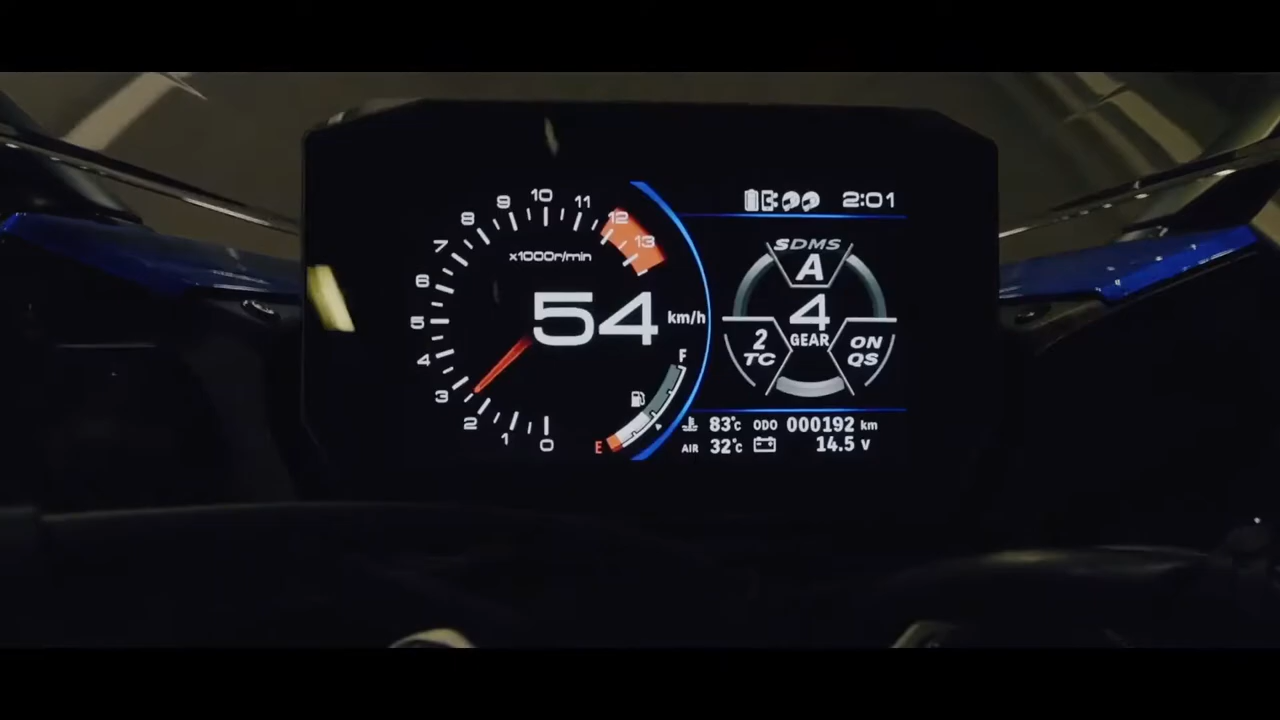 0
1
2
3
4
5
6
7
8
9
10
11
12
13
x1000r/min
54 km/h
F
E
2:01
SDMS
A
4
GEAR
2
TC
ON
QS
83°C ODO 000192 km
AIR 32°C 14.5 V